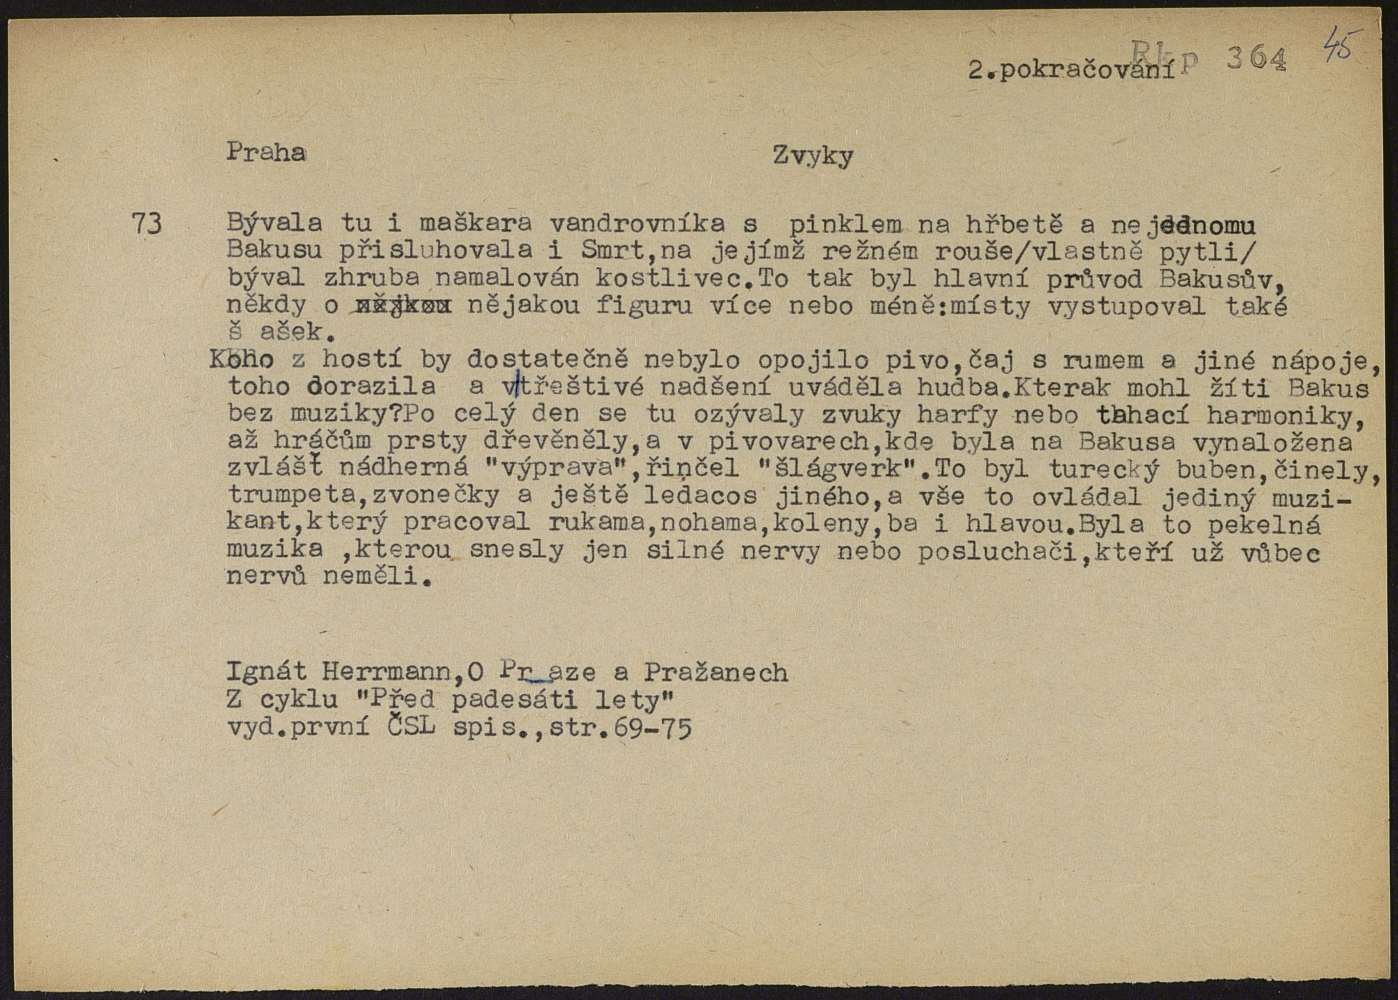 45
Rkp 364
2.pokračování
Praha Zvyky
73 Bývala tu i maškara vandrovníka s pinklem na hřbetě a nejednomu
Bakusu přisluhovala i Smrt,na jejímž režném rouše/vlastně pytli/
býval zhruba namalován kostlivec.To tak byl hlavní průvod Bakusův,
někdy o nějakou figuru více nebo méně:místy vystupoval také
š ašek.
Koho z hostí by dostatečně nebylo opojilo pivo,čaj s rumem a jiné nápoje,
toho dorazila a v třeštivé nadšení uváděla hudba.Kterak mohl žíti Bakus
bez muziky?Po celý den se tu ozývaly zvuky harfy nebo tahací harmoniky,
až hráčům prsty dřevěněly,a v pivovarech,kde byla na Bakusa vynaložena
zvlášť nádherná "výprava",řinčel "šlágverk".To byl turecký buben,činely,
trumpeta,zvonečky a ještě ledacos jiného,a vše to ovládal jediný muzi-
kant,který pracoval rukama,nohama,koleny,ba i hlavou.Byla to pekelná
muzika ,kterou snesly jen silné nervy nebo posluchači,kteří už vůbec
nervů neměli.
Ignát Herrmann,O Pr aze a Pražanech
Z cyklu "Před padesáti lety"
vyd.první ČSL spis.,str.69-75